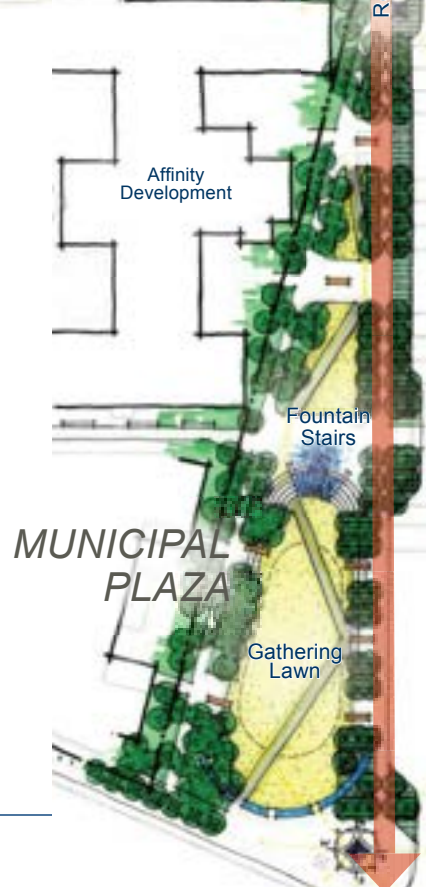 R
Affinity
Development
Fountain
Stairs
MUNICIPAL
PLAZA
Gathering
Lawn